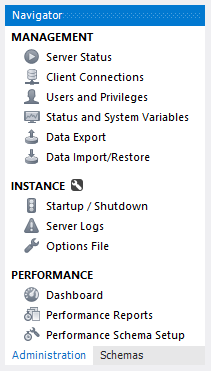 Navigator
MANAGEMENT
Server Status
Client Connections
Users and Privileges
Status and System Variables
Data Export
Data Import/Restore
INSTANCE
Startup / Shutdown
Server Logs
Options File
PERFORMANCE
Dashboard
Performance Reports
Performance Schema Setup
Administration Schemas